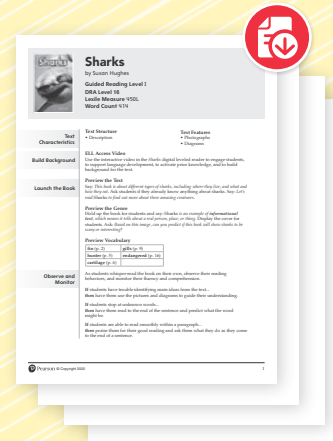 Sharks
Sharks
by Susan Hughes
Guided Reading Level I
DRA Level 16
Lexile Measure 450L
Word Count 414
Text Characteristics
Text Structure
• Description
Text Features
• Photographs
• Diagrams
Build Background
ELL Access Video
Use the interactive video in the Sharks digital leveled reader to engage students,
to support language development, to activate prior knowledge, and to build
background for the text.
Launch the Book
Preview the Text
Say: This book is about different types of sharks, including where they live, and what and
how they eat. Ask students if they already know anything about sharks. Say: Let's
read Sharks to find out more about these amazing creatures.
Preview the Genre
Hold up the book for students and say: Sharks is an example of informational
text, which means it tells about a real person, place, or thing. Display the cover for
students. Ask: Based on this image, can you predict if this book will show sharks to be
scary or interesting?
Preview Vocabulary
fin (p. 2)
gills (p. 9)
hunter (p. 5)
endangered (p. 16)
cartilage (p. 6)
Observe and Monitor
As students whisper-read the book on their own, observe their reading
behaviors, and monitor their fluency and comprehension.
If students have trouble identifying main ideas from the text...
then have them use the pictures and diagrams to guide their understanding.
If students stop at unknown words...
then have them read to the end of the sentence and predict what the word
might be.
If students are able to read smoothly within a paragraph...
then praise them for their good reading and ask them what they do as they come
to the end of a sentence.
Pearson © Copyright 2020
1